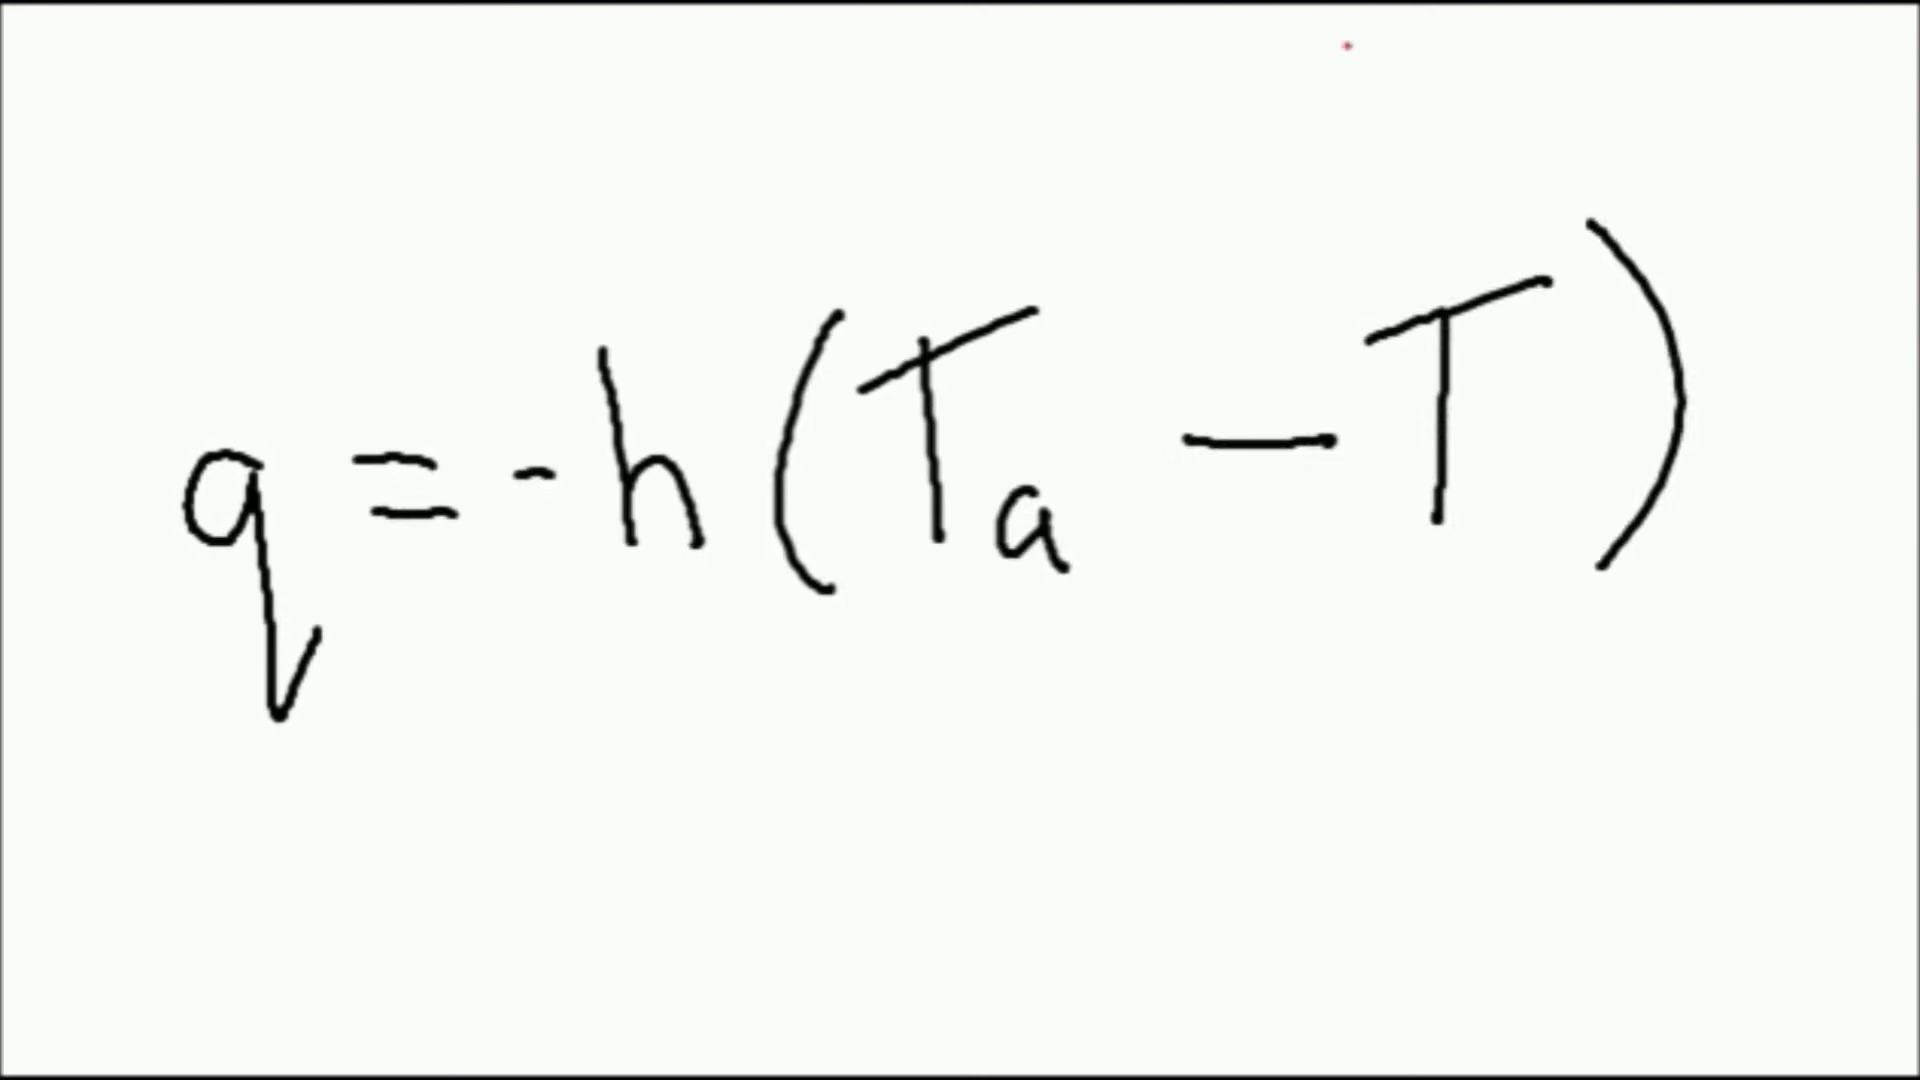 q = -h(Tₐ - T)